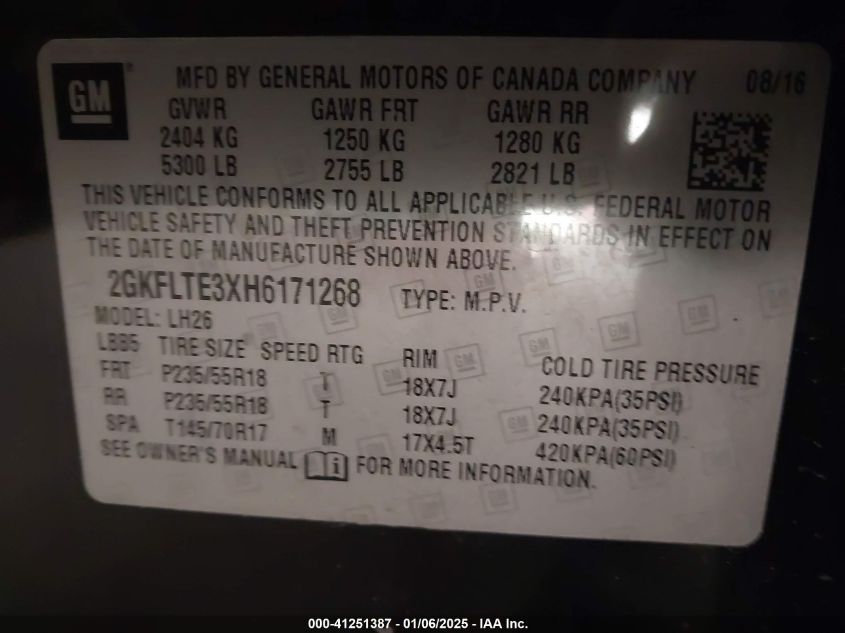 GM
MFD BY GENERAL MOTORS OF CANADA COMPANY 08/16
GVWR GAWR FRT GAWR RR
2404 KG 1250 KG 1280 KG
5300 LB 2755 LB 2821 LB
THIS VEHICLE CONFORMS TO ALL APPLICABLE U.S. FEDERAL MOTOR
VEHICLE SAFETY AND THEFT PREVENTION STANDARDS IN EFFECT ON
THE DATE OF MANUFACTURE SHOWN ABOVE.
2GKFLTE3XH6171268 TYPE: M.P.V.
MODEL: LH26
LBB5 TIRE SIZE SPEED RTG RIM COLD TIRE PRESSURE
FRT P235/55R18 T 18X7J 240KPA(35PSI)
RR P235/55R18 T 18X7J 240KPA(35PSI)
SPA T145/70R17 M 17X4.5T 420KPA(60PSI)
SEE OWNER'S MANUAL FOR MORE INFORMATION.
000-41251387 - 01/06/2025 - IAA Inc.